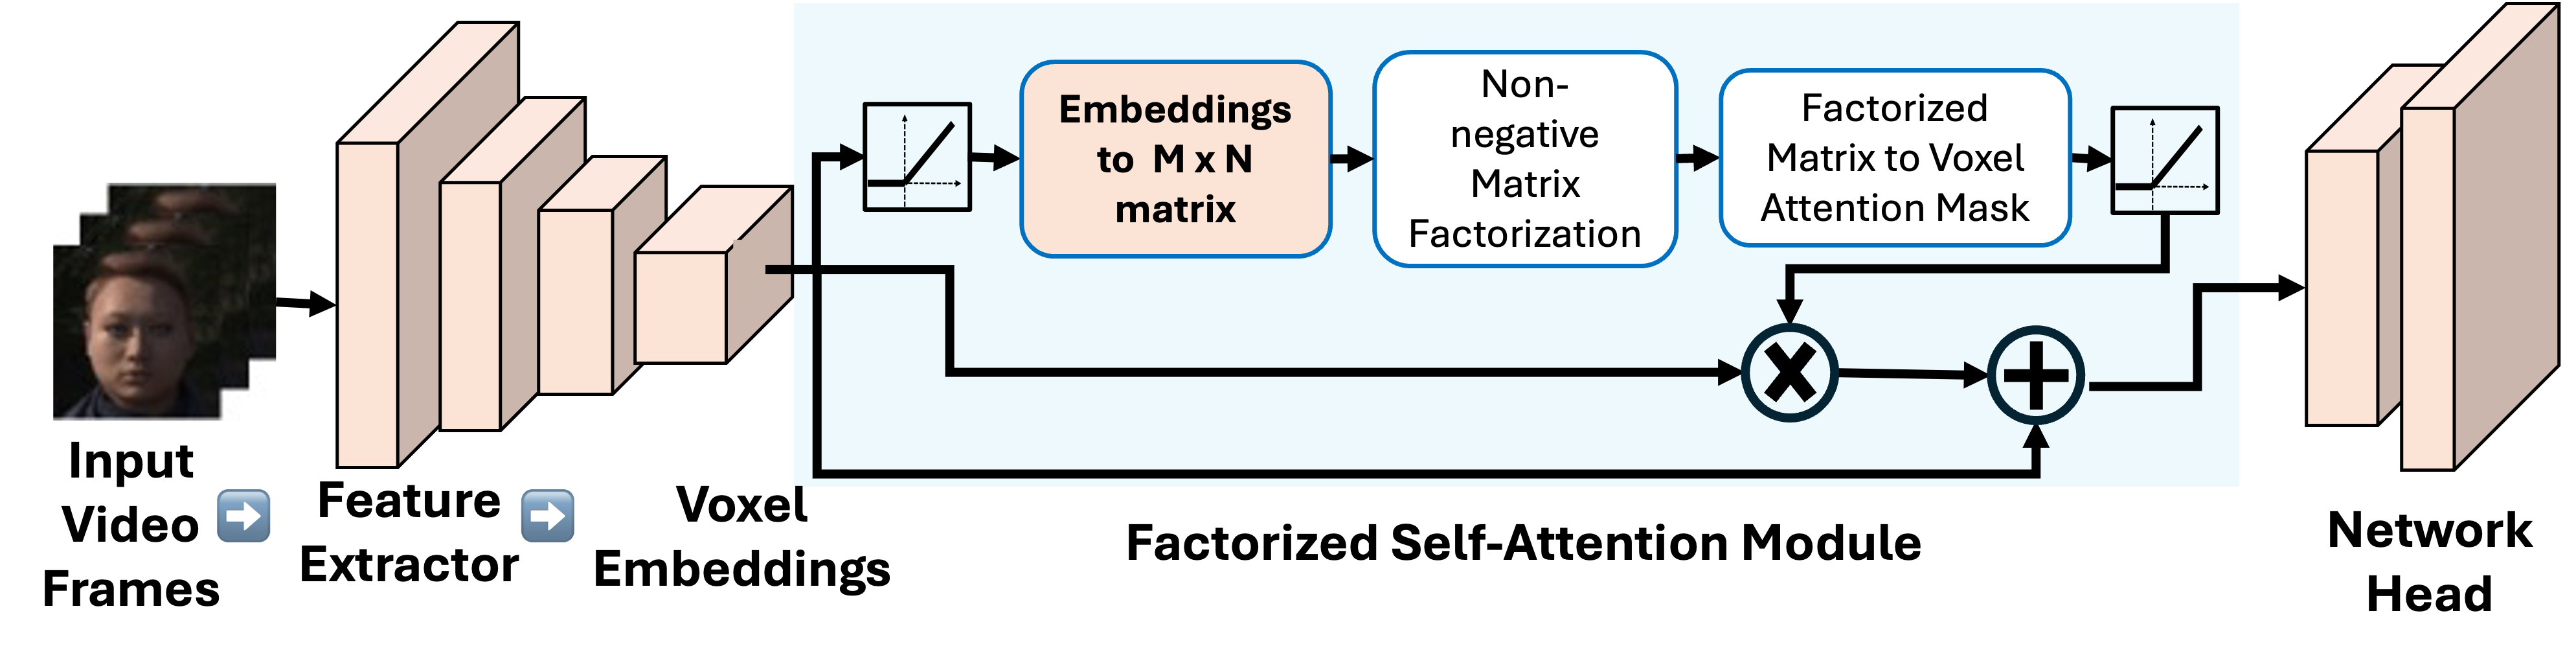 Embeddings
to M x N
matrix
Non-
negative
Matrix
Factorization
Factorized
Matrix to Voxel
Attention Mask
Input
Video
Frames
Feature
Extractor
Voxel
Embeddings
Factorized Self-Attention Module
Network
Head